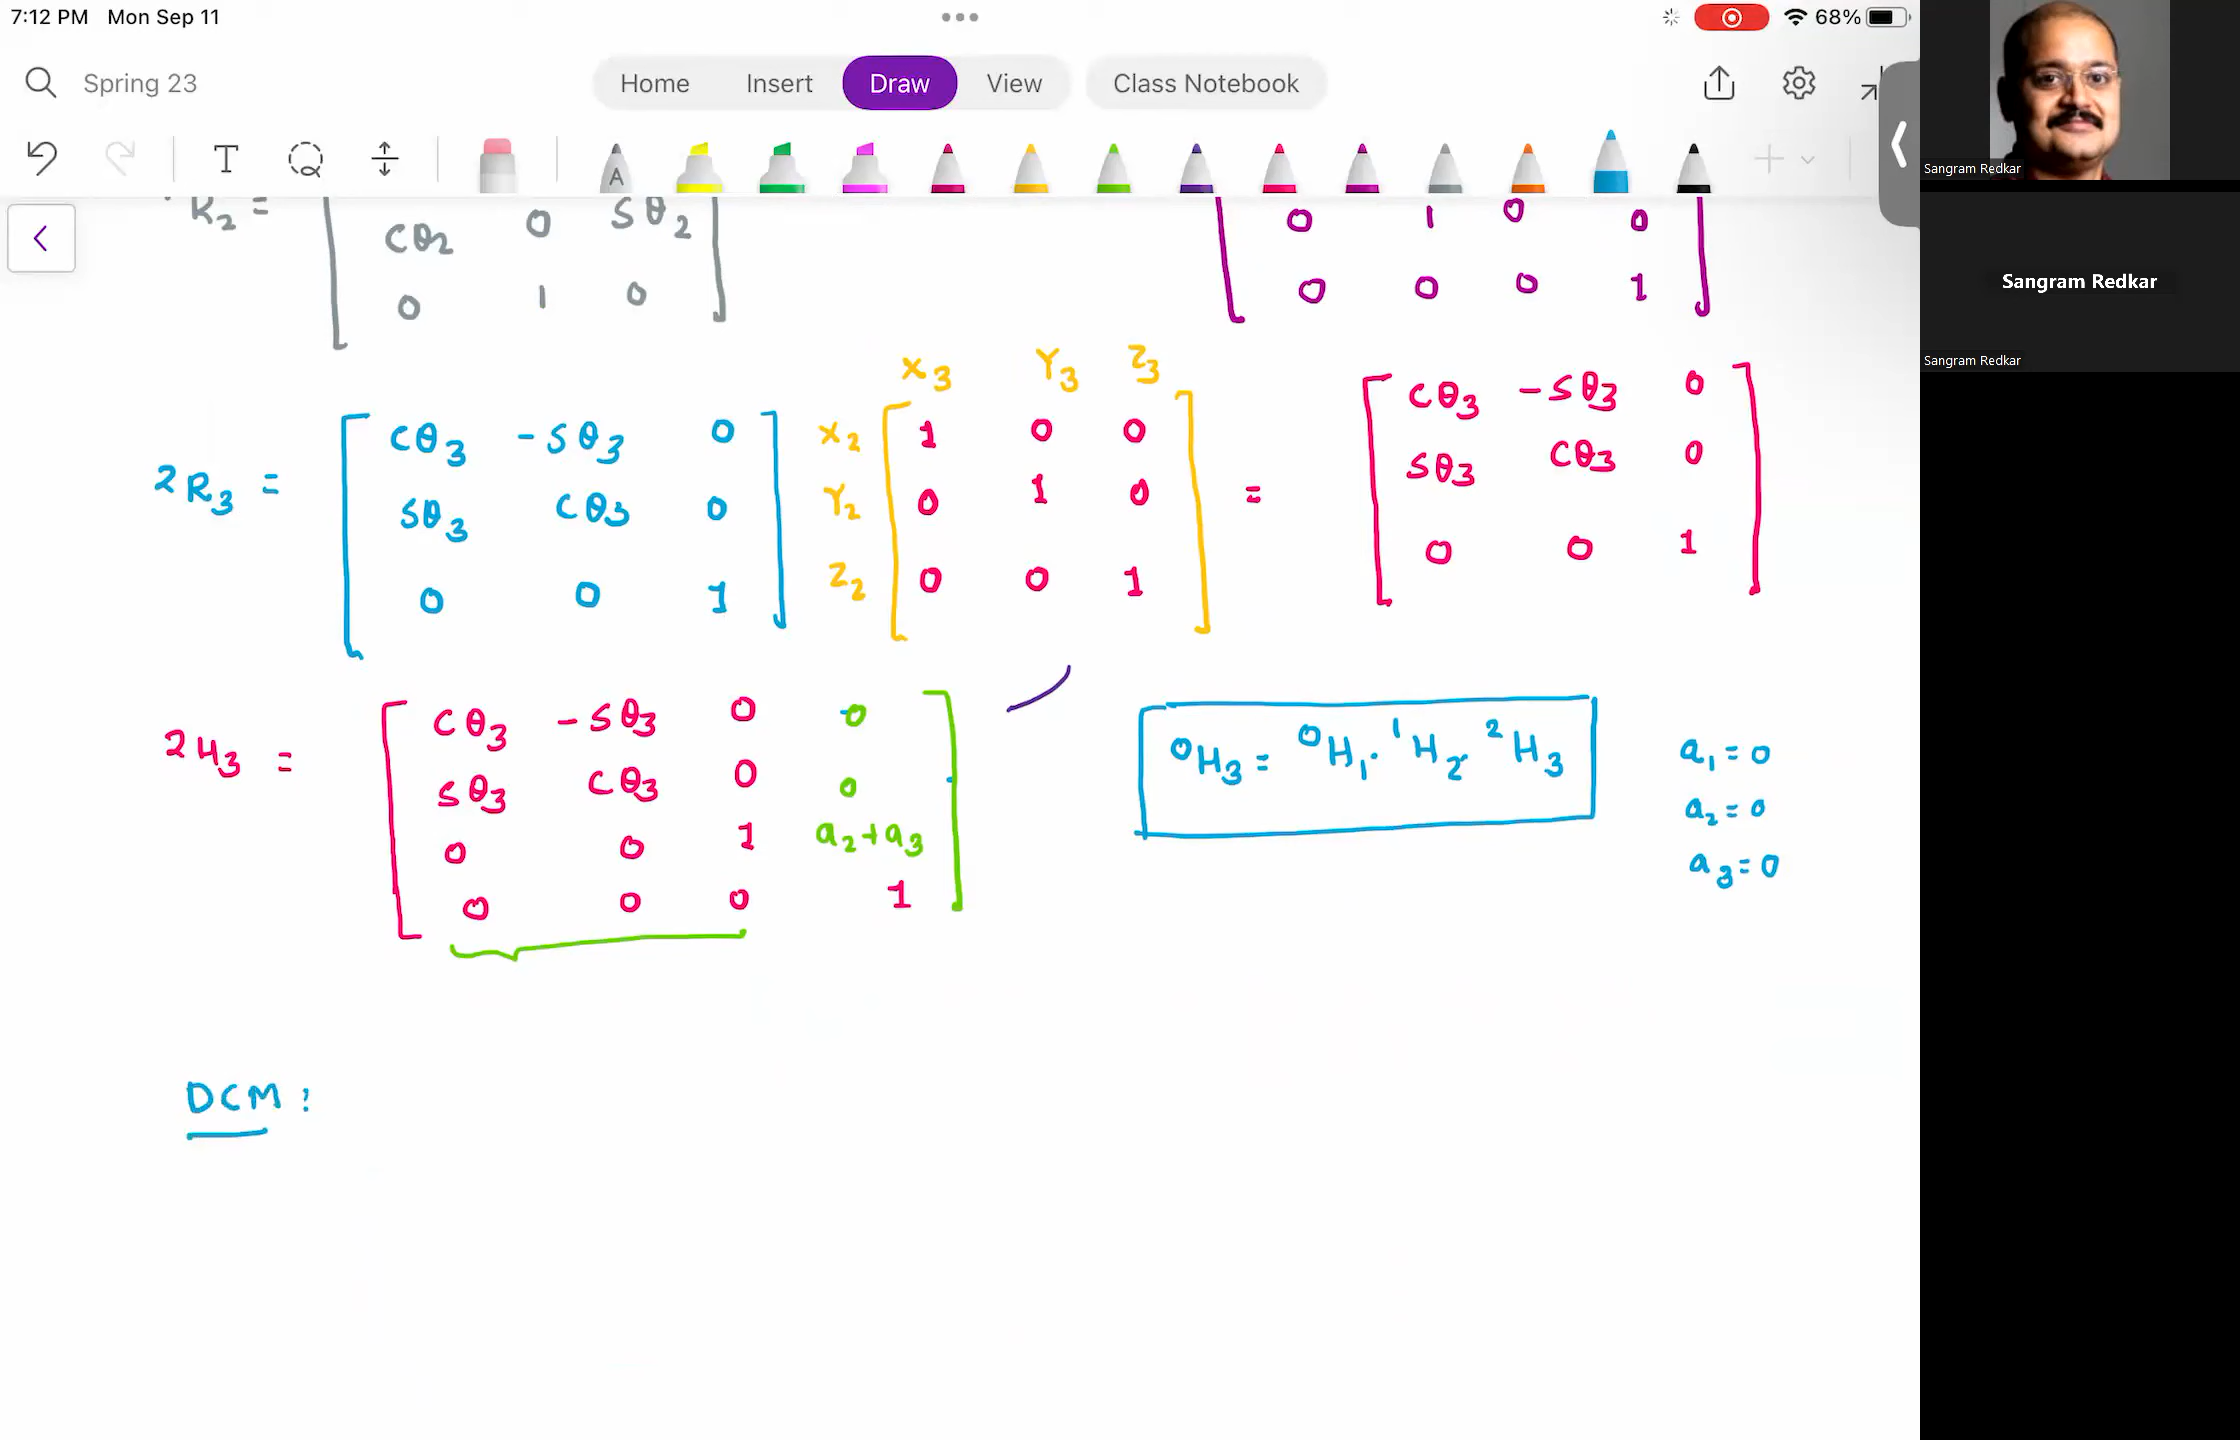 7:12 PM Mon Sep 11
68%
Spring 23
Home Insert Draw View Class Notebook
T
A
Sangram Redkar
Sangram Redkar
Sangram Redkar
R2 =
cθ2 0 sθ2
0 1 0
0 1 0 0
0 0 0 1
X3 Y3 Z3
2R3 = [ cθ3 -sθ3 0 ] X2 [ 1 0 0 ] = [ cθ3 -sθ3 0 ]
sθ3 cθ3 0 Y2 0 1 0 sθ3 cθ3 0
0 0 1 Z2 0 0 1 0 0 1
2H3 = [ cθ3 -sθ3 0 0 ]
sθ3 cθ3 0 0
0 0 1 a2+a3
0 0 0 1
0H3 = 0H1 . 1H2 . 2H3
a1 = 0
a2 = 0
a3 = 0
DCM :